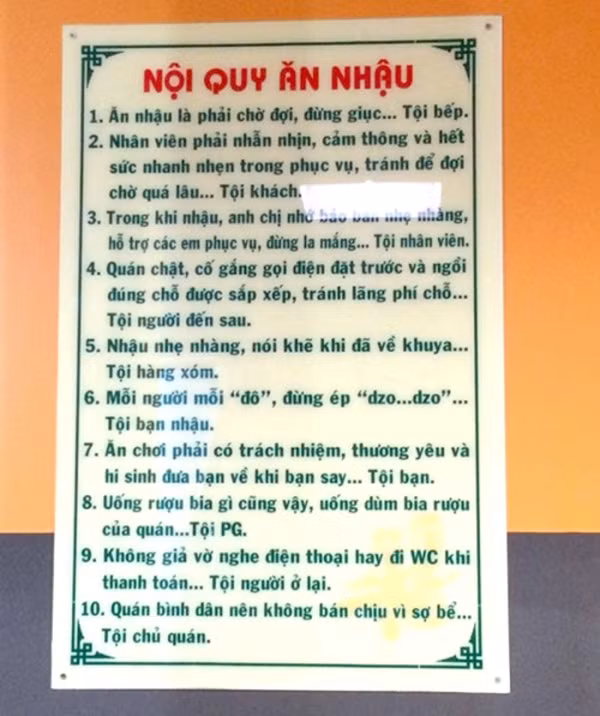 NỘI QUY ĂN NHẬU
1. Ăn nhậu là phải chờ đợi, đừng giục... Tội bếp.
2. Nhân viên phải nhẫn nhịn, cảm thông và hết
sức nhanh nhẹn trong phục vụ, tránh để đợi
chờ quá lâu... Tội khách.
3. Trong khi nhậu, anh chị nhớ bảo ban nhẹ nhàng,
hỗ trợ các em phục vụ, đừng la mắng... Tội nhân viên.
4. Quán chật, cố gắng gọi điện đặt trước và ngồi
đúng chỗ được sắp xếp, tránh lãng phí chỗ...
Tội người đến sau.
5. Nhậu nhẹ nhàng, nói khẽ khi đã về khuya...
Tội hàng xóm.
6. Mỗi người mỗi “đô”, đừng ép “dzo...dzo”...
Tội bạn nhậu.
7. Ăn chơi phải có trách nhiệm, thương yêu và
hi sinh đưa bạn về khi bạn say... Tội bạn.
8. Uống rượu bia gì cũng vậy, uống dùm bia rượu
của quán...Tội PG.
9. Không giả vờ nghe điện thoại hay đi WC khi
thanh toán... Tội người ở lại.
10. Quán bình dân nên không bán chịu vì sợ bể...
Tội chủ quán.